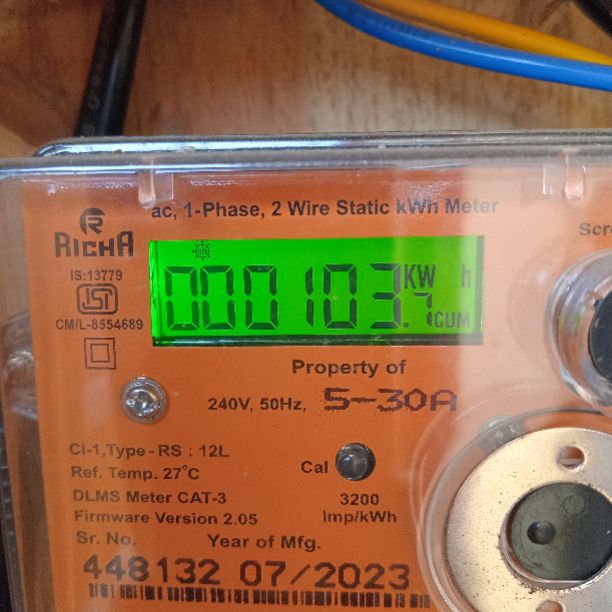 ac, 1-Phase, 2 Wire Static kWh Meter
RICHA
IS:13779
ISI
CM/L-8554689
ON
000103.7 KW h
CUM
Property of
240V, 50Hz, 5-30A
Cl-1,Type - RS : 12L
Ref. Temp. 27°C
DLMS Meter CAT-3
Firmware Version 2.05
Cal
3200
Imp/kWh
Sr. No. Year of Mfg.
448132 07/2023